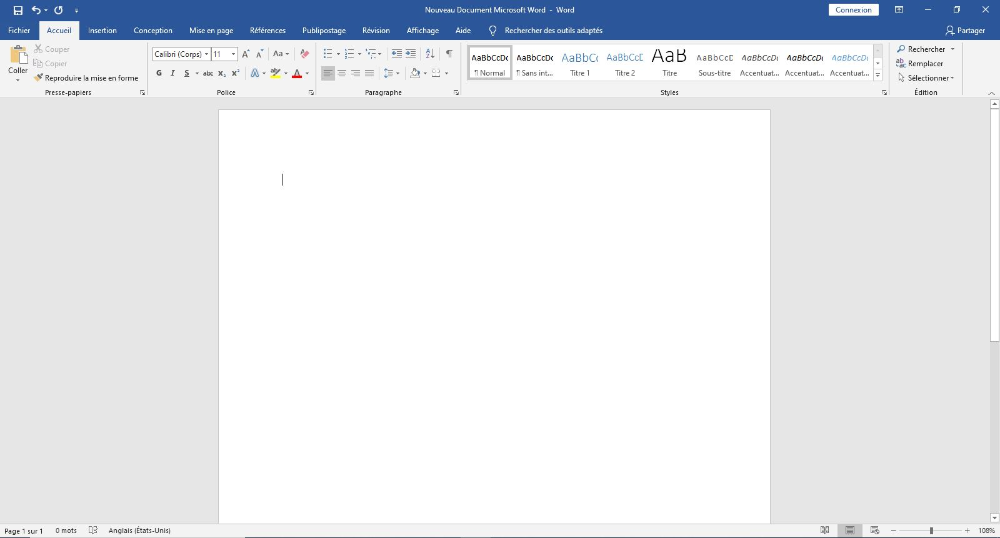 Nouveau Document Microsoft Word - Word
Connexion
Fichier Accueil Insertion Conception Mise en page Références Publipostage Révision Affichage Aide Rechercher des outils adaptés Partager
Coller
Couper
Copier
Reproduire la mise en forme
Presse-papiers
Calibri (Corps) 11
Aa
G I S abc x₂ x²
A
A
Police
Paragraphe
AaBbCcDc AaBbCcDc AaBbCc AaBbCcD AaB AaBbCcD AaBbCcDc AaBbCcDc AaBbCcDc
¶ Normal ¶ Sans int... Titre 1 Titre 2 Titre Sous-titre Accentuat... Accentuat... Accentuat...
Styles
Rechercher
Remplacer
Sélectionner
Édition
Page 1 sur 1 0 mots Anglais (États-Unis) 108%